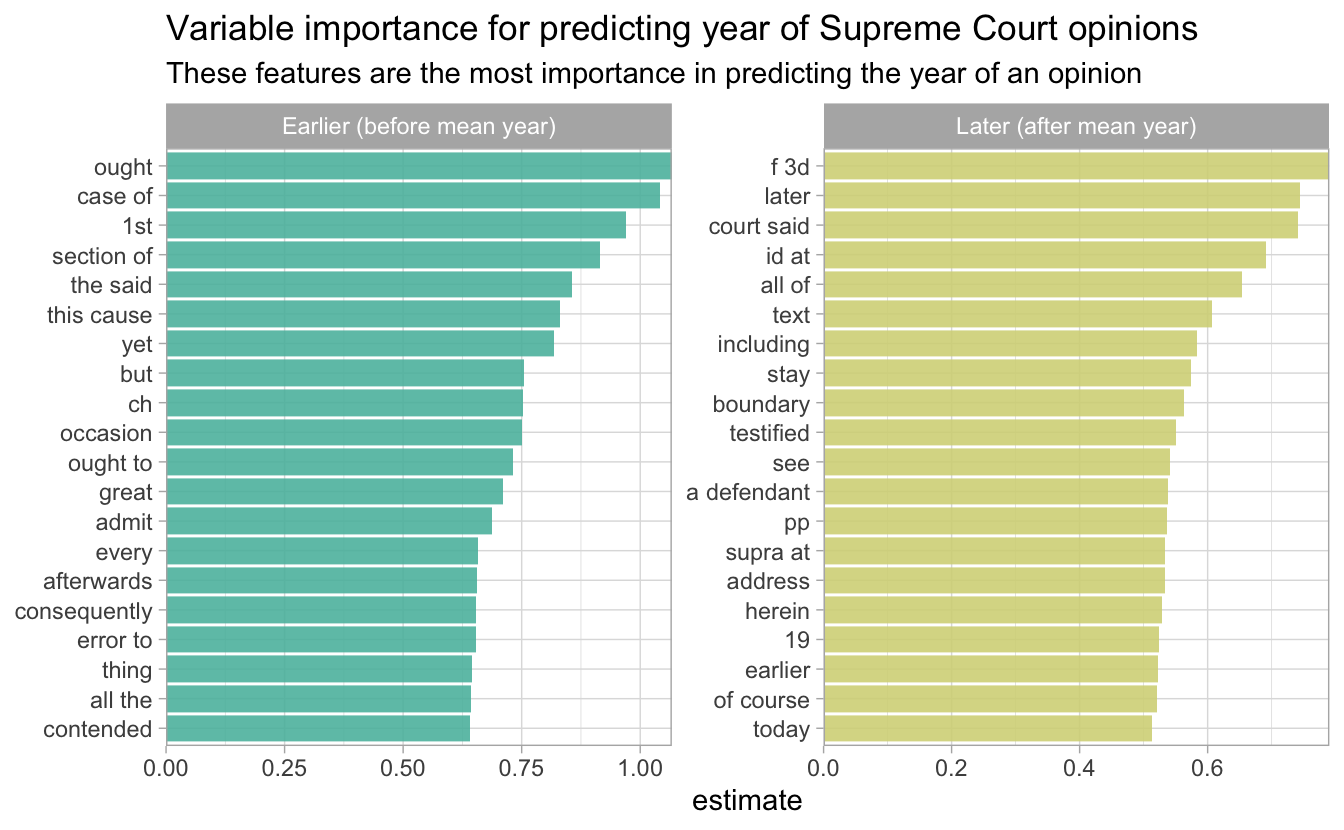 Variable importance for predicting year of Supreme Court opinions
These features are the most importance in predicting the year of an opinion
Earlier (before mean year)
ought
case of
1st
section of
the said
this cause
yet
but
ch
occasion
ought to
great
admit
every
afterwards
consequently
error to
thing
all the
contended
0.00 0.25 0.50 0.75 1.00
Later (after mean year)
f 3d
later
court said
id at
all of
text
including
stay
boundary
testified
see
a defendant
pp
supra at
address
herein
19
earlier
of course
today
0.0 0.2 0.4 0.6
estimate